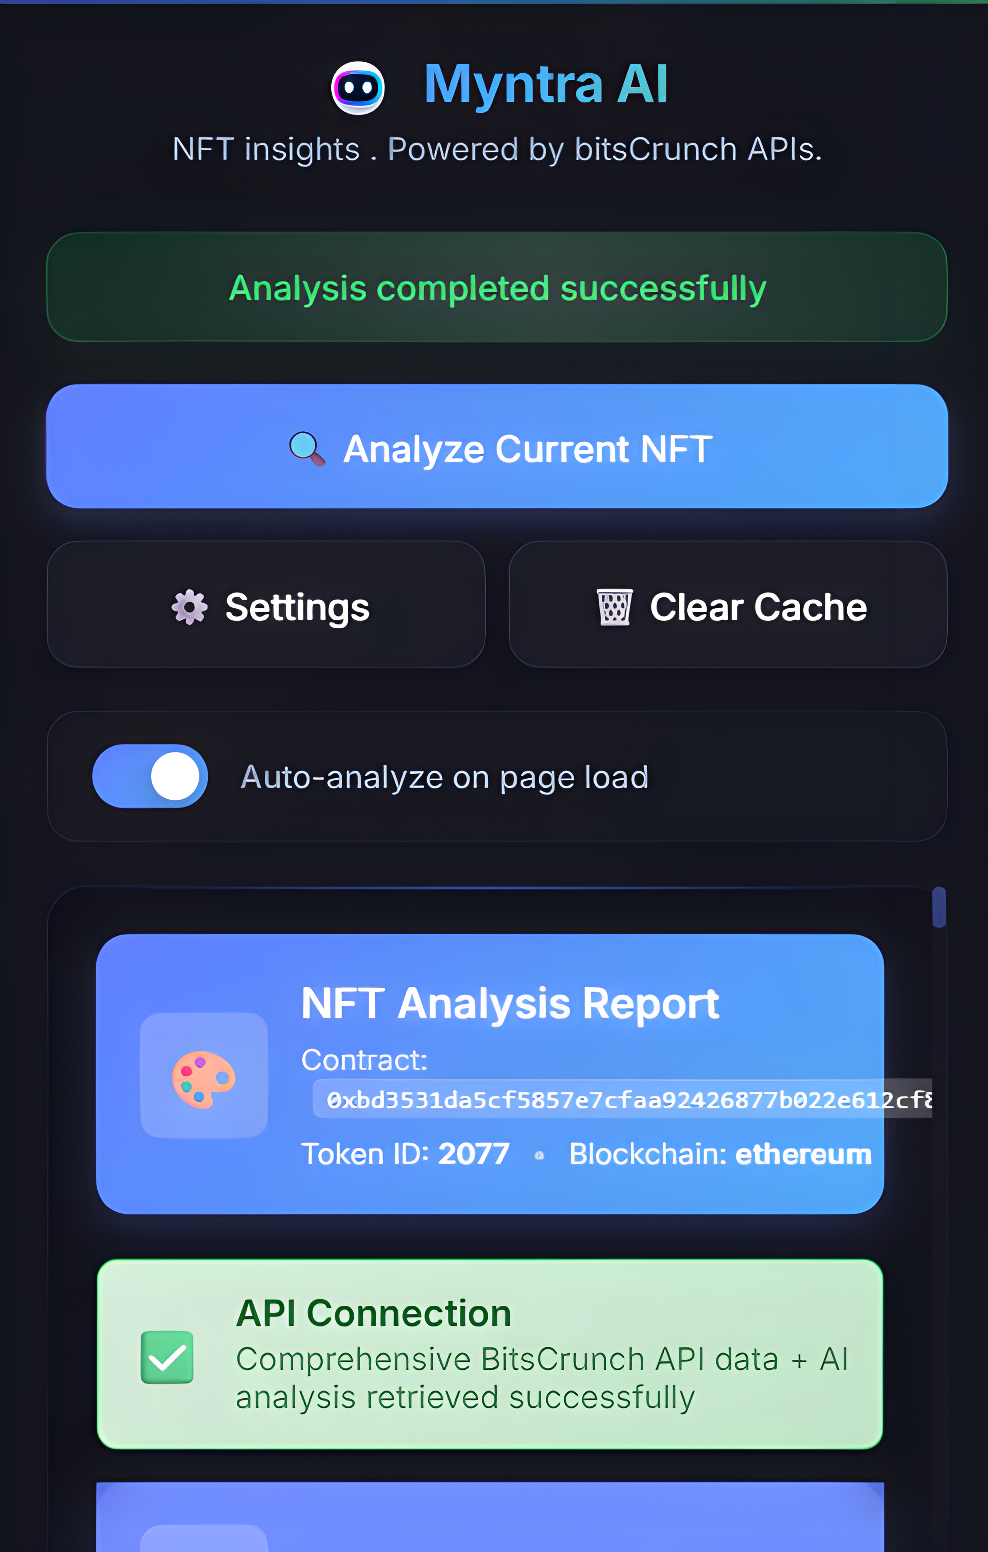 Myntra AI
NFT insights . Powered by bitsCrunch APIs.
Analysis completed successfully
Analyze Current NFT
Settings
Clear Cache
Auto-analyze on page load
NFT Analysis Report
Contract:
0xbd3531da5cf5857e7cfaa92426877b022e612cf8
Token ID: 2077 • Blockchain: ethereum
API Connection
Comprehensive BitsCrunch API data + AI
analysis retrieved successfully